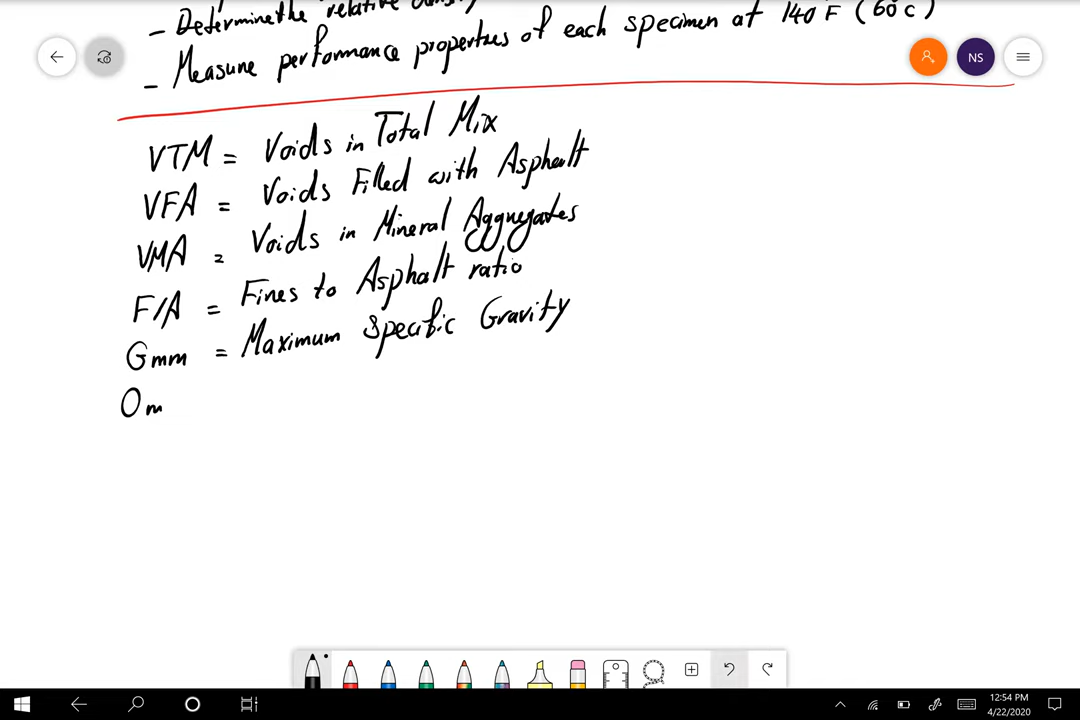 - Determine the relative density
- Measure performance properties of each specimen at 140 F (60°C)
NS
VTM = Voids in Total Mix
VFA = Voids Filled with Asphalt
VMA = Voids in Mineral Aggregates
F/A = Fines to Asphalt ratio
Gmm = Maximum Specific Gravity
Om
12:54 PM
4/22/2020